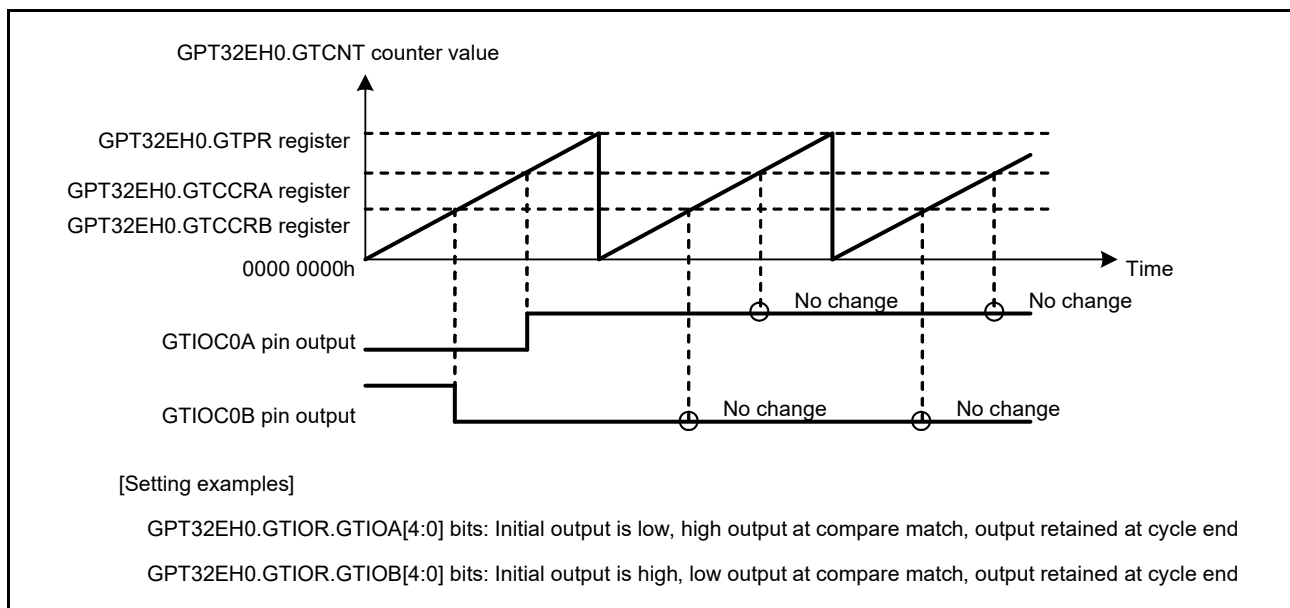 GPT32EH0.GTCNT counter value
GPT32EH0.GTPR register
GPT32EH0.GTCCRA register
GPT32EH0.GTCCRB register
0000 0000h
Time
No change
No change
GTIOC0A pin output
No change
No change
GTIOC0B pin output
[Setting examples]
GPT32EH0.GTIOR.GTIOA[4:0] bits: Initial output is low, high output at compare match, output retained at cycle end
GPT32EH0.GTIOR.GTIOB[4:0] bits: Initial output is high, low output at compare match, output retained at cycle end